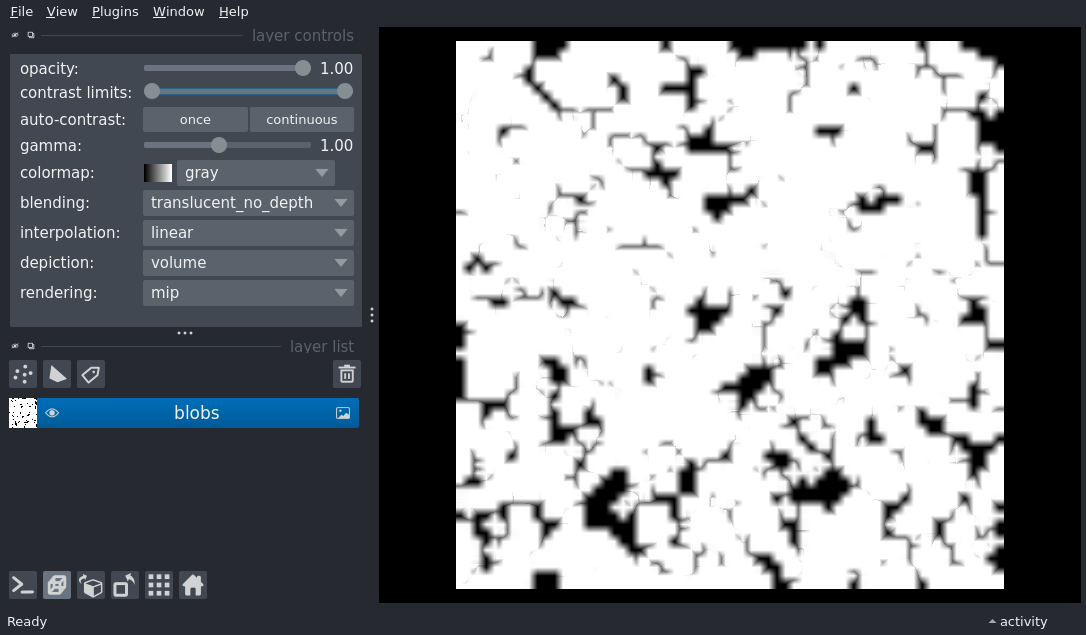 File View Plugins Window Help
layer controls
opacity: 1.00
contrast limits:
auto-contrast: once continuous
gamma: 1.00
colormap: gray
blending: translucent_no_depth
interpolation: linear
depiction: volume
rendering: mip
layer list
blobs
Ready activity